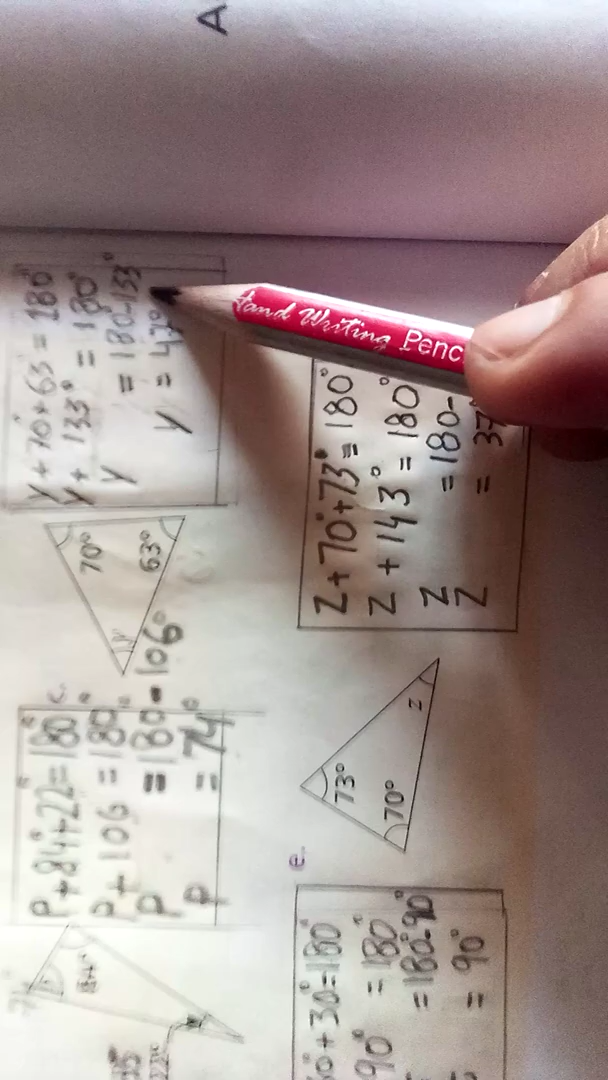 A
y + 70° + 63° = 180°
y + 133° = 180°
y = 180 - 133°
y = 47°
Hand Writing Penc
c.
70°
63°
P + 84° + 22 = 180°
P + 106 = 180°
P = 180 - 106°
P = 74°
84°
Z + 70° + 73° = 180°
Z + 143° = 180°
Z = 180 -
Z = 37
e.
73°
70°
z
0° + 30° = 180°
90° = 180°
= 180° - 90°
= 90°